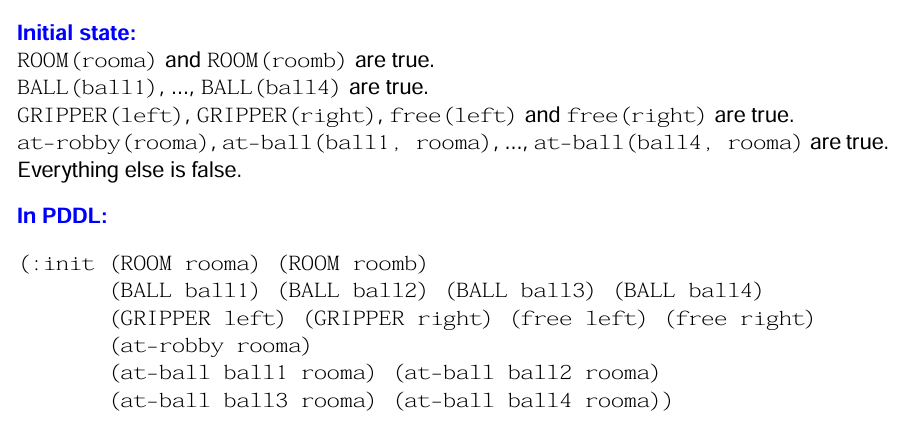 Initial state:
ROOM(rooma) and ROOM(roomb) are true.
BALL(ball1), ..., BALL(ball4) are true.
GRIPPER(left), GRIPPER(right), free(left) and free(right) are true.
at-robby(rooma), at-ball(ball1, rooma), ..., at-ball(ball4, rooma) are true.
Everything else is false.
In PDDL:
(:init (ROOM rooma) (ROOM roomb)
(BALL ball1) (BALL ball2) (BALL ball3) (BALL ball4)
(GRIPPER left) (GRIPPER right) (free left) (free right)
(at-robby rooma)
(at-ball ball1 rooma) (at-ball ball2 rooma)
(at-ball ball3 rooma) (at-ball ball4 rooma))